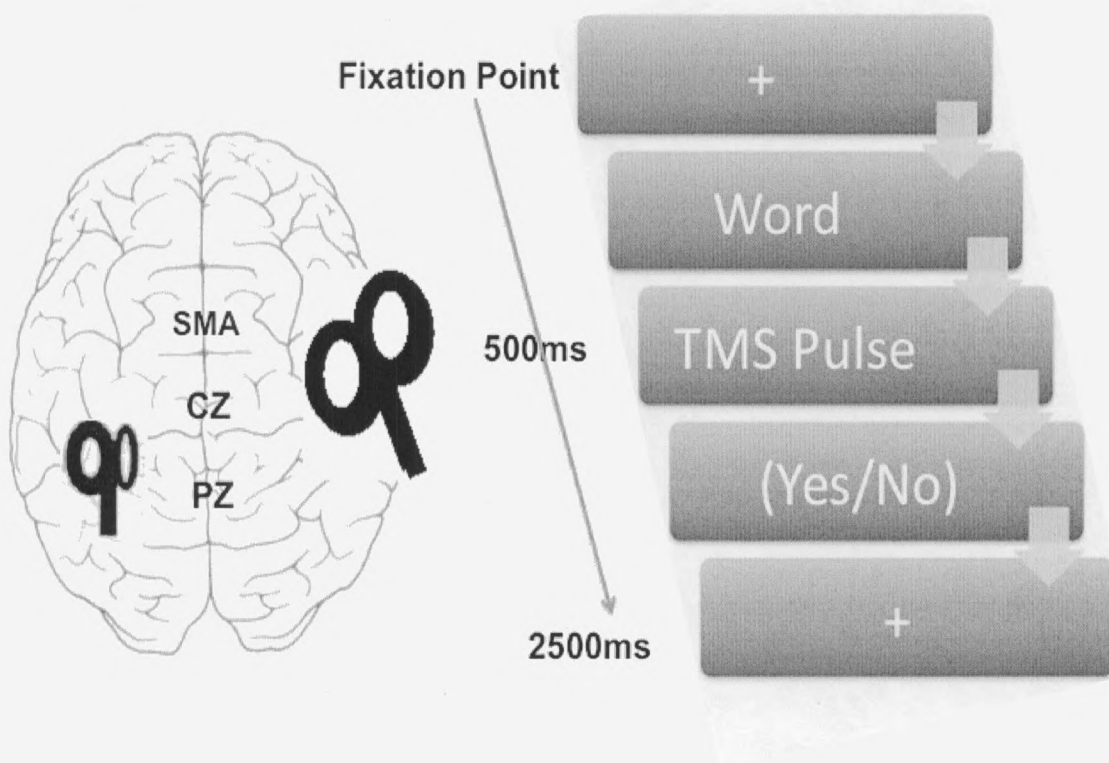 Fixation Point
+
Word
SMA
500ms
TMS Pulse
CZ
(Yes/No)
PZ
+
2500ms